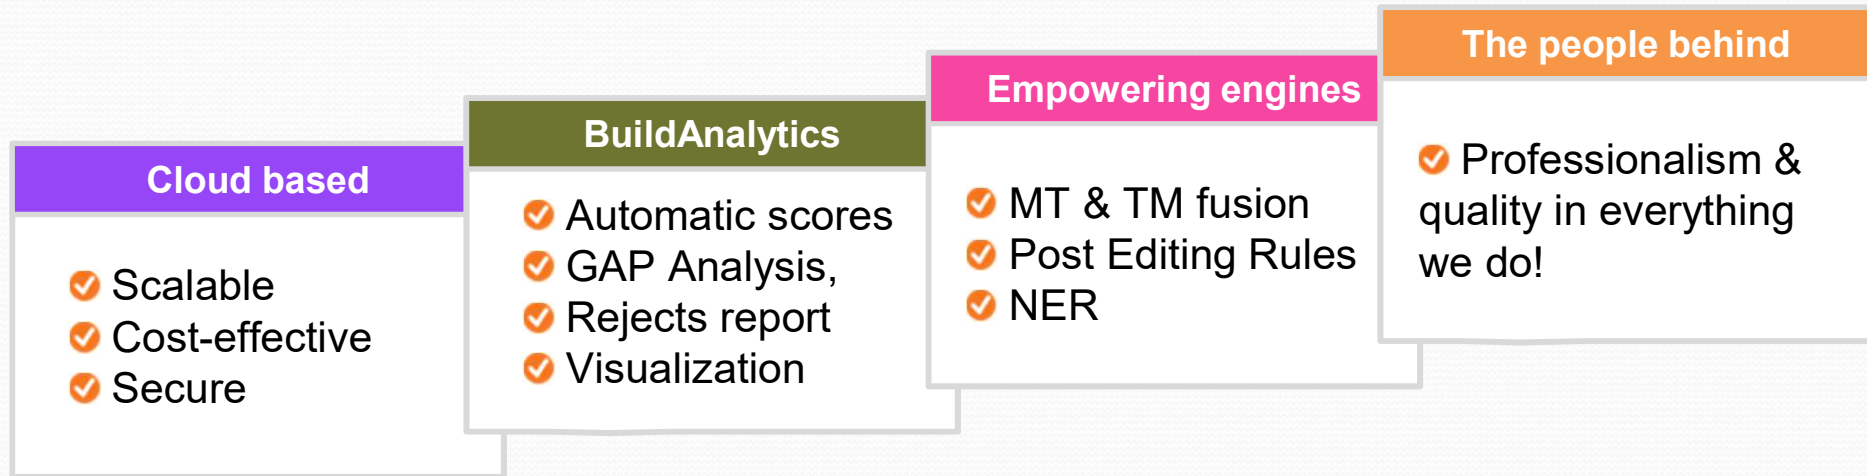 Cloud based
Scalable
Cost-effective
Secure
BuildAnalytics
Automatic scores
GAP Analysis,
Rejects report
Visualization
Empowering engines
MT & TM fusion
Post Editing Rules
NER
The people behind
Professionalism &
quality in everything
we do!